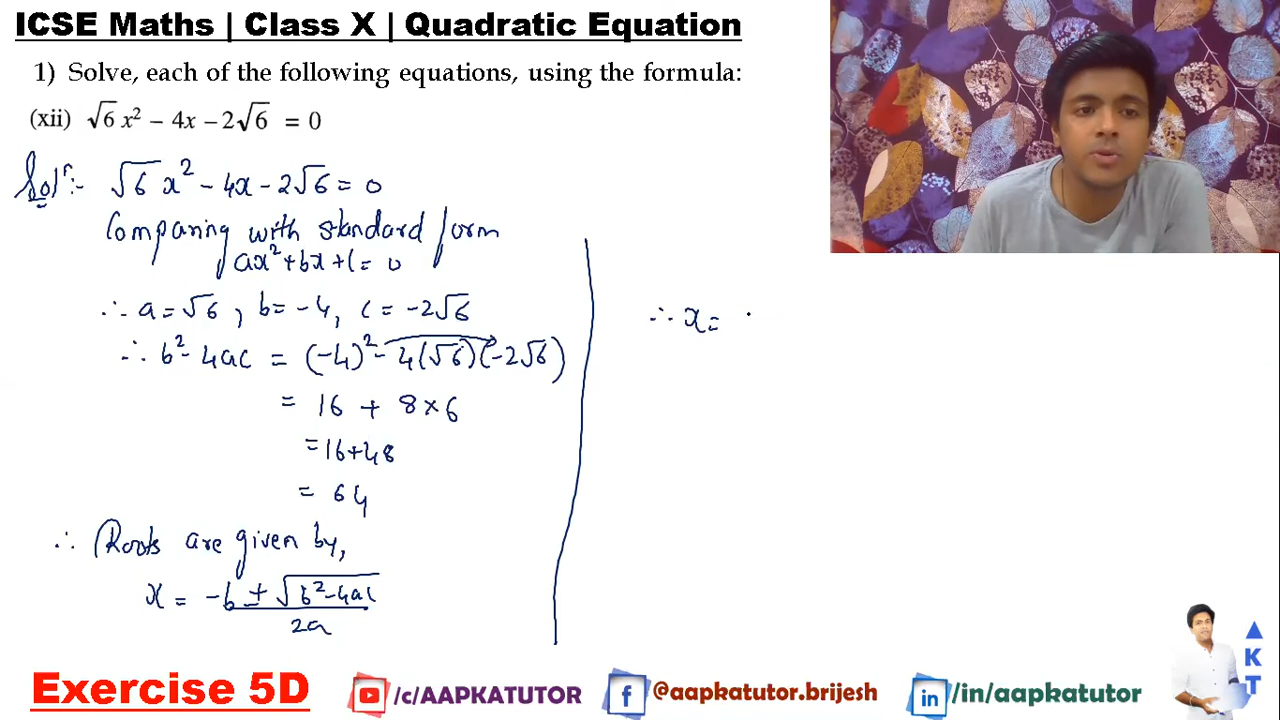 ICSE Maths | Class X | Quadratic Equation
1) Solve, each of the following equations, using the formula:
(xii) √6 x² – 4x – 2√6 = 0
Solⁿ:- √6 x² - 4x - 2√6 = 0
Comparing with standard form
ax² + bx + c = 0
∴ a = √6 , b = -4, c = -2√6
∴ b² - 4ac = (-4)² - 4(√6)(-2√6)
= 16 + 8×6
= 16+48
= 64
∴ Roots are given by,
x = -b ± √b²-4ac
2a
∴ x =
Exercise 5D
/c/AAPKATUTOR
@aapkatutor.brijesh
in /in/aapkatutor
A
K
T